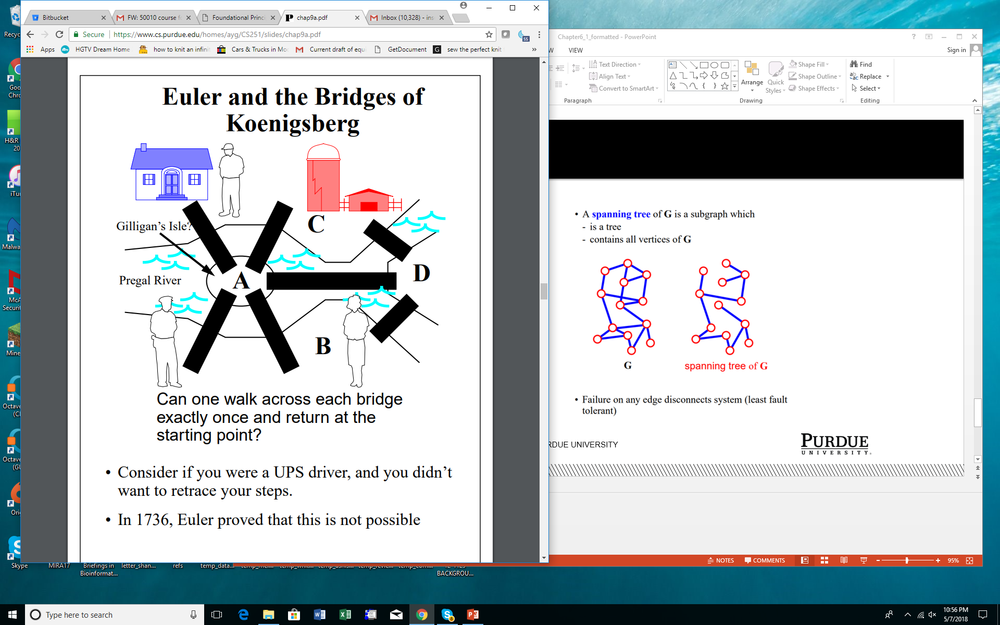 Bitbucket
FW: 50010 course f
Foundational Princi
chap9a.pdf
Inbox (10,328) - ins
Secure
https://www.cs.purdue.edu/homes/ayg/CS251/slides/chap9a.pdf
55
Apps
HGTV Dream Home
how to knit an infinit
Cars & Trucks in Mo
Current draft of equ
GetDocument
sew the perfect knit
Euler and the Bridges of
Koenigsberg
Gilligan's Isle?
C
A
D
Pregal River
B
Can one walk across each bridge
exactly once and return at the
starting point?
• Consider if you were a UPS driver, and you didn't
want to retrace your steps.
• In 1736, Euler proved that this is not possible
Chapter6_1_formatted - PowerPoint
VIEW
Sign in
Text Direction
Align Text
Convert to SmartArt
Paragraph
Arrange
Quick
Styles
Shape Fill
Shape Outline
Shape Effects
Drawing
Find
Replace
Select
Editing
• A spanning tree of G is a subgraph which
- is a tree
- contains all vertices of G
G
spanning tree of G
• Failure on any edge disconnects system (least fault
tolerant)
RDUE UNIVERSITY
PURDUE
UNIVERSITY
NOTES
COMMENTS
95%
Recyc
Goo
Chro
H&R
20
iTu
Malwa
McA
Securit
Mine
Octave
(Cl
Octave
(GU
Ori
Skype
MIRA17
Briefings in
Bioinformat...
letter_shan...
refs
temp_data...
BACKGROU...
Type here to search
10:56 PM
5/7/2018